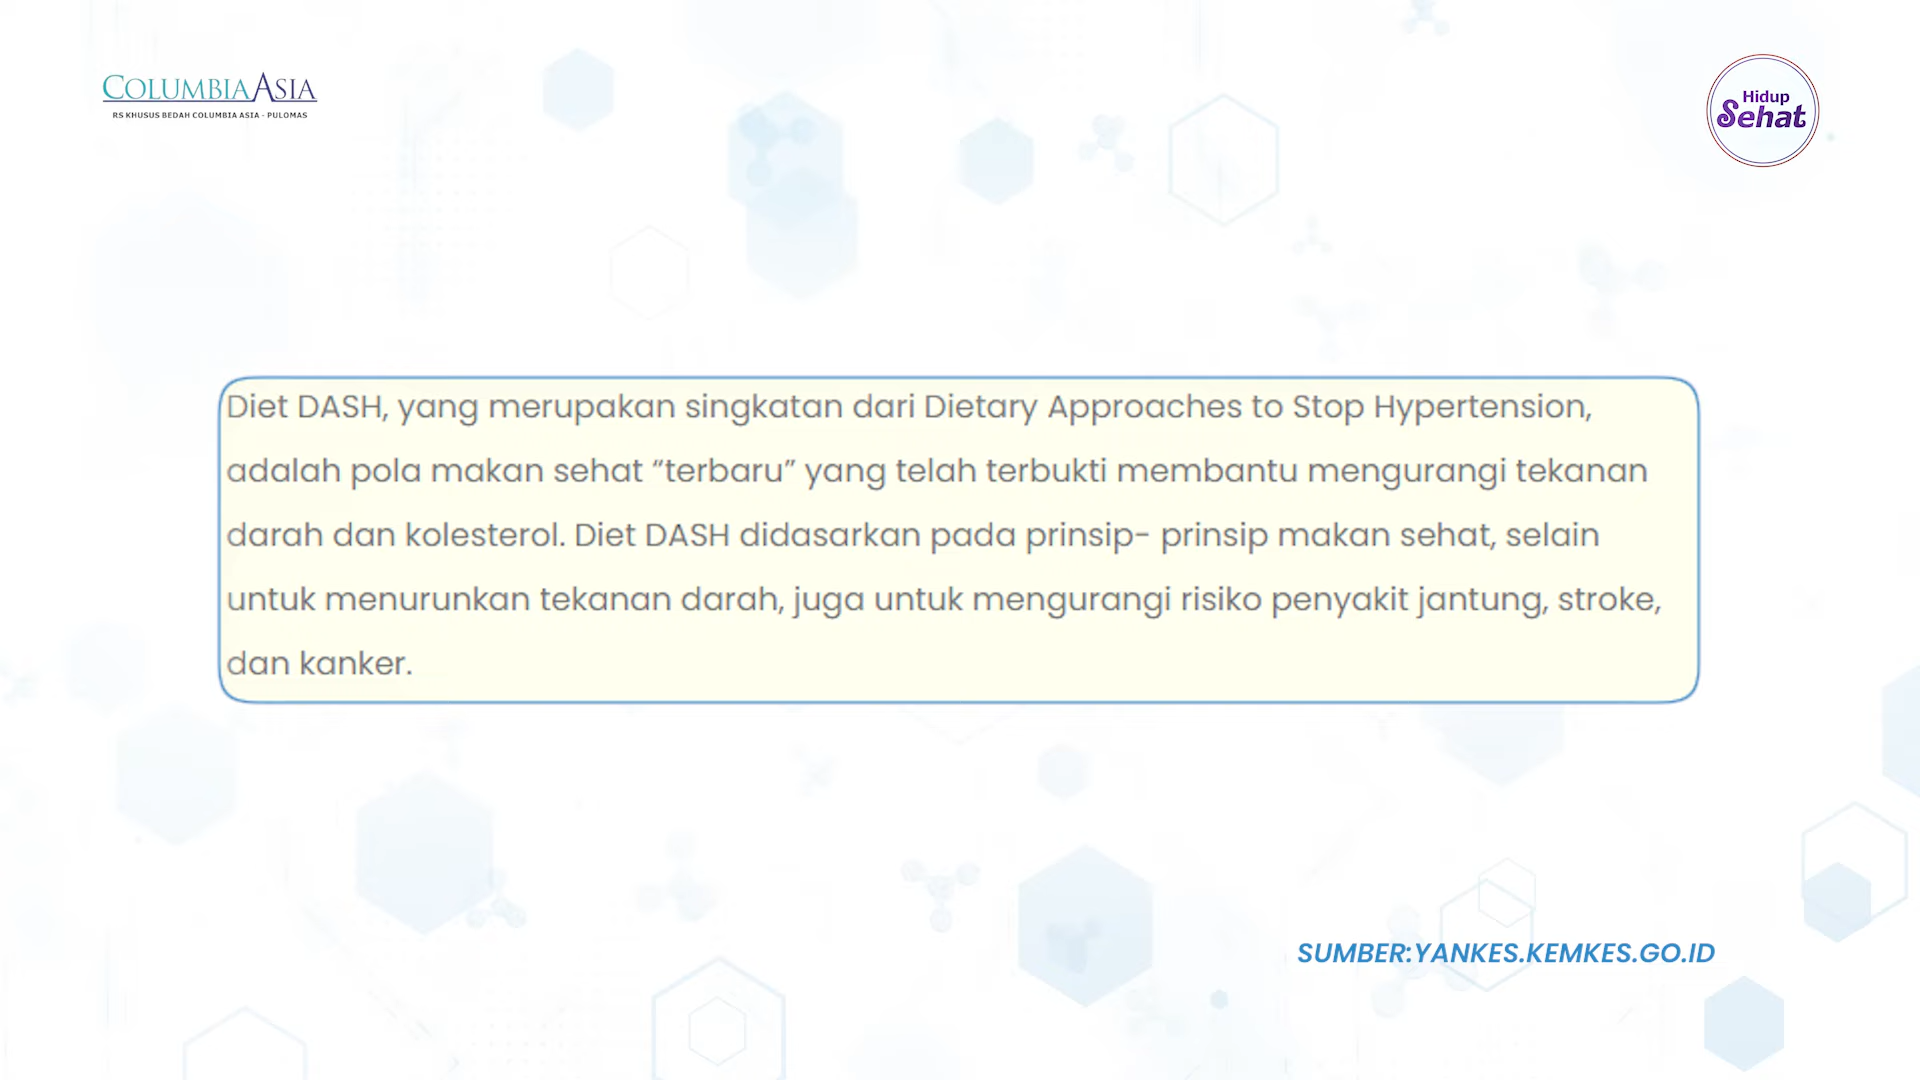 COLUMBIA ASIA
RS KHUSUS BEDAH COLUMBIA ASIA - PULOMAS
Hidup
Sehat
Diet DASH, yang merupakan singkatan dari Dietary Approaches to Stop Hypertension,
adalah pola makan sehat “terbaru” yang telah terbukti membantu mengurangi tekanan
darah dan kolesterol. Diet DASH didasarkan pada prinsip- prinsip makan sehat, selain
untuk menurunkan tekanan darah, juga untuk mengurangi risiko penyakit jantung, stroke,
dan kanker.
SUMBER:YANKES.KEMKES.GO.ID